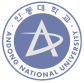 안동대학교
ANDONG NATIONAL UNIVERSITY